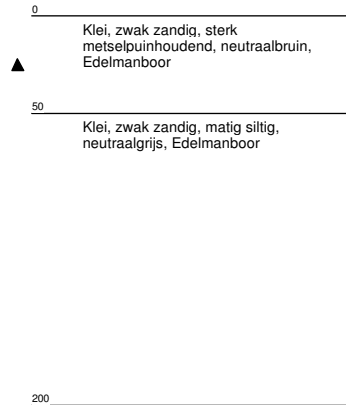 0
Klei, zwak zandig, sterk
metselpuinhoudend, neutraalbruin,
Edelmanboor
50
Klei, zwak zandig, matig siltig,
neutraalgrijs, Edelmanboor
200